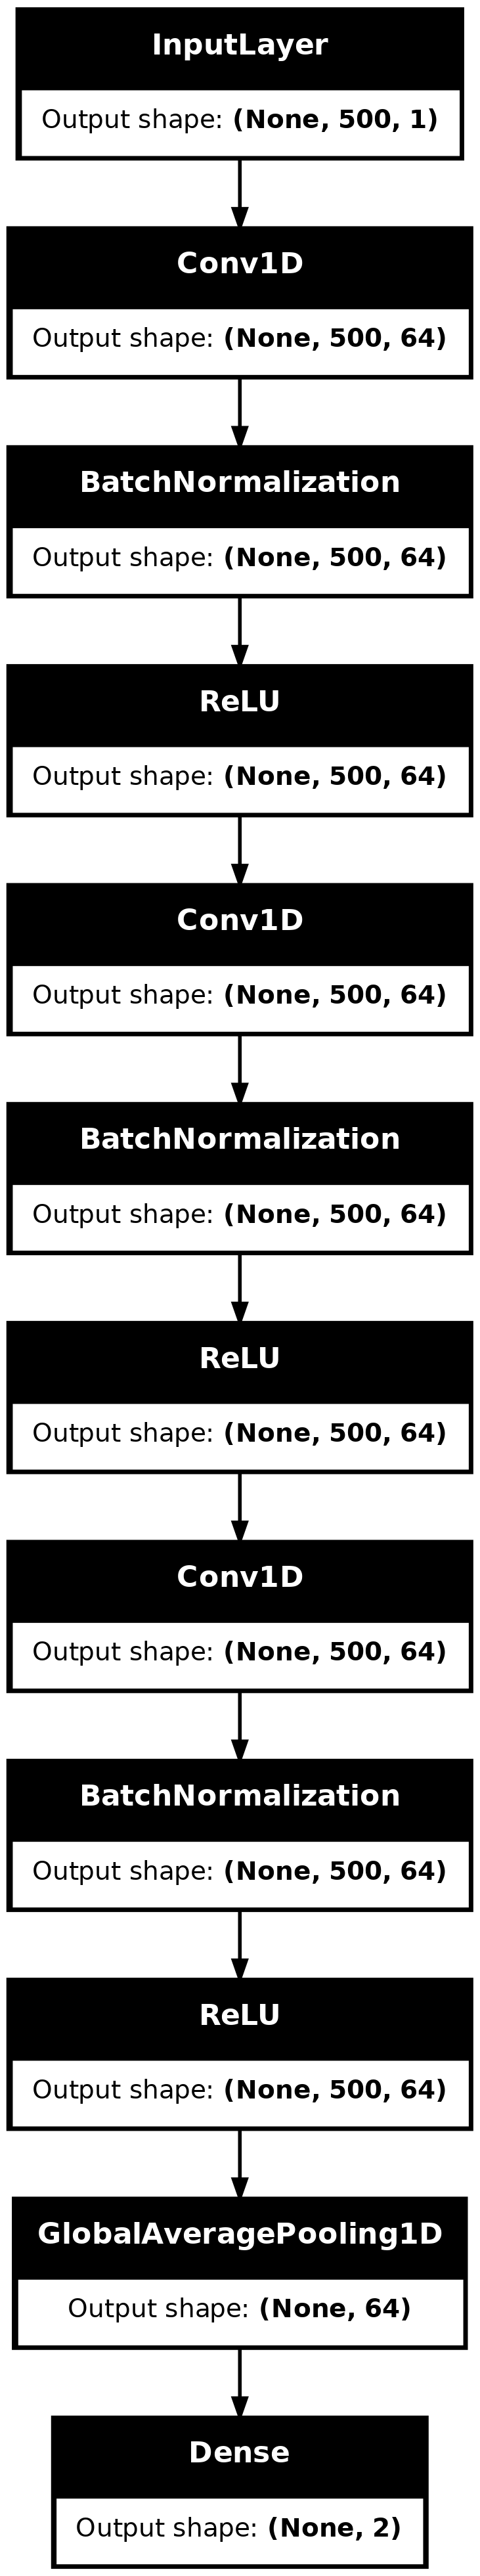 InputLayer
Output shape: (None, 500, 1)
Conv1D
Output shape: (None, 500, 64)
BatchNormalization
Output shape: (None, 500, 64)
ReLU
Output shape: (None, 500, 64)
Conv1D
Output shape: (None, 500, 64)
BatchNormalization
Output shape: (None, 500, 64)
ReLU
Output shape: (None, 500, 64)
Conv1D
Output shape: (None, 500, 64)
BatchNormalization
Output shape: (None, 500, 64)
ReLU
Output shape: (None, 500, 64)
GlobalAveragePooling1D
Output shape: (None, 64)
Dense
Output shape: (None, 2)